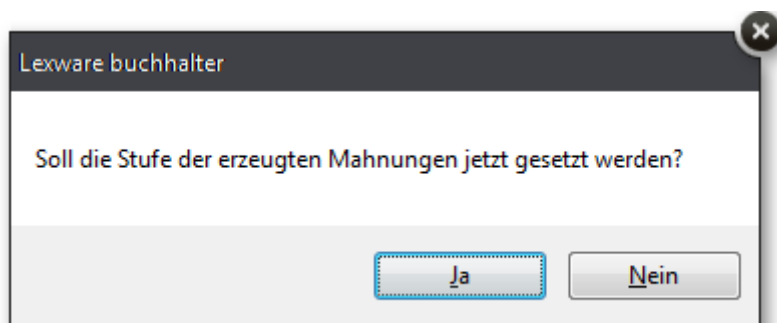 Lexware buchhalter
Soll die Stufe der erzeugten Mahnungen jetzt gesetzt werden?
Ja
Nein